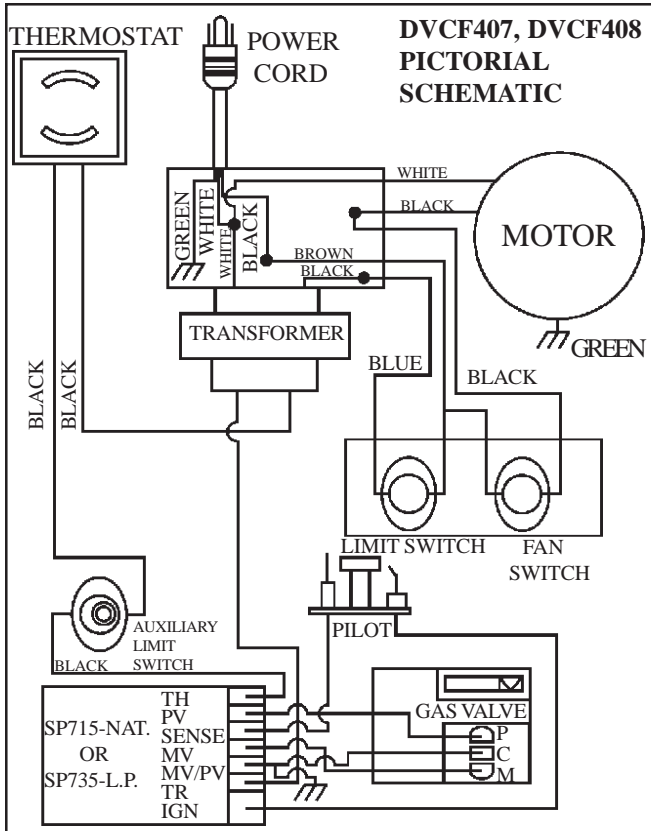 THERMOSTAT
POWER
CORD
DVCF407, DVCF408
PICTORIAL
SCHEMATIC
WHITE
BLACK
MOTOR
GREEN
WHITE
WHITE
BLACK
BROWN
BLACK
TRANSFORMER
GREEN
BLUE
BLACK
BLACK
BLACK
LIMIT SWITCH
FAN
SWITCH
AUXILIARY
LIMIT
SWITCH
BLACK
PILOT
SP715-NAT.
OR
SP735-L.P.
TH
PV
SENSE
MV
MV/PV
TR
IGN
GAS VALVE
P
C
M